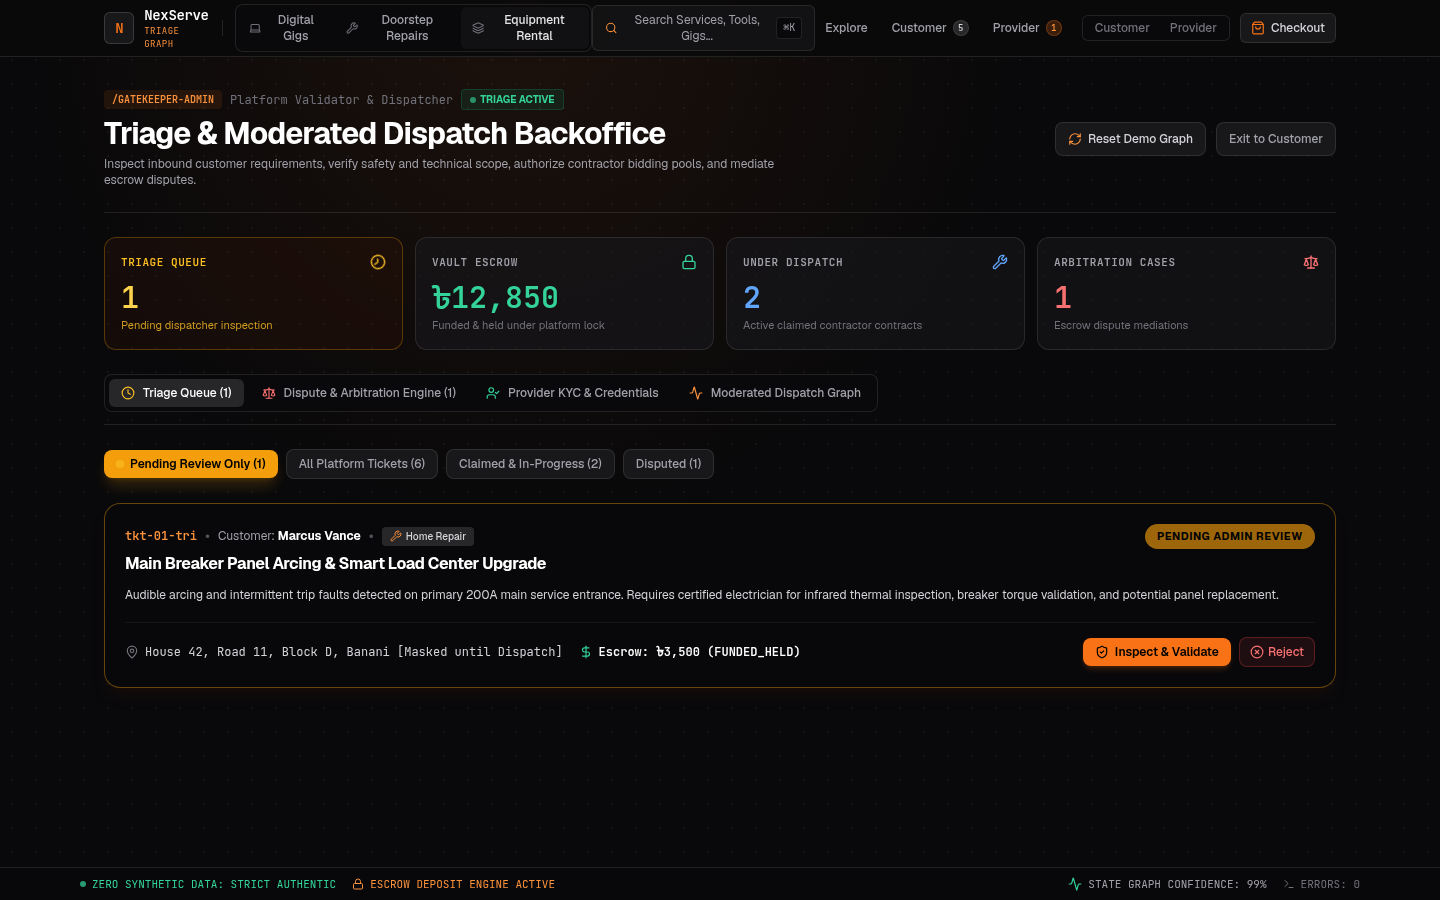 N
NexServe
TRIAGE
GRAPH
Digital
Gigs
Doorstep
Repairs
Equipment
Rental
Search Services, Tools,
Gigs...
⌘K
Explore
Customer 5
Provider 1
Customer Provider
Checkout
/GATEKEEPER-ADMIN Platform Validator & Dispatcher TRIAGE ACTIVE
Triage & Moderated Dispatch Backoffice
Inspect inbound customer requirements, verify safety and technical scope, authorize contractor bidding pools, and mediate
escrow disputes.
Reset Demo Graph Exit to Customer
TRIAGE QUEUE
1
Pending dispatcher inspection
VAULT ESCROW
৳12,850
Funded & held under platform lock
UNDER DISPATCH
2
Active claimed contractor contracts
ARBITRATION CASES
1
Escrow dispute mediations
Triage Queue (1) Dispute & Arbitration Engine (1) Provider KYC & Credentials Moderated Dispatch Graph
Pending Review Only (1) All Platform Tickets (6) Claimed & In-Progress (2) Disputed (1)
tkt-01-tri • Customer: Marcus Vance • Home Repair
PENDING ADMIN REVIEW
Main Breaker Panel Arcing & Smart Load Center Upgrade
Audible arcing and intermittent trip faults detected on primary 200A main service entrance. Requires certified electrician for infrared thermal inspection, breaker torque validation, and potential panel replacement.
House 42, Road 11, Block D, Banani [Masked until Dispatch] Escrow: ৳3,500 (FUNDED_HELD)
Inspect & Validate Reject
ZERO SYNTHETIC DATA: STRICT AUTHENTIC ESCROW DEPOSIT ENGINE ACTIVE
STATE GRAPH CONFIDENCE: 99% ERRORS: 0